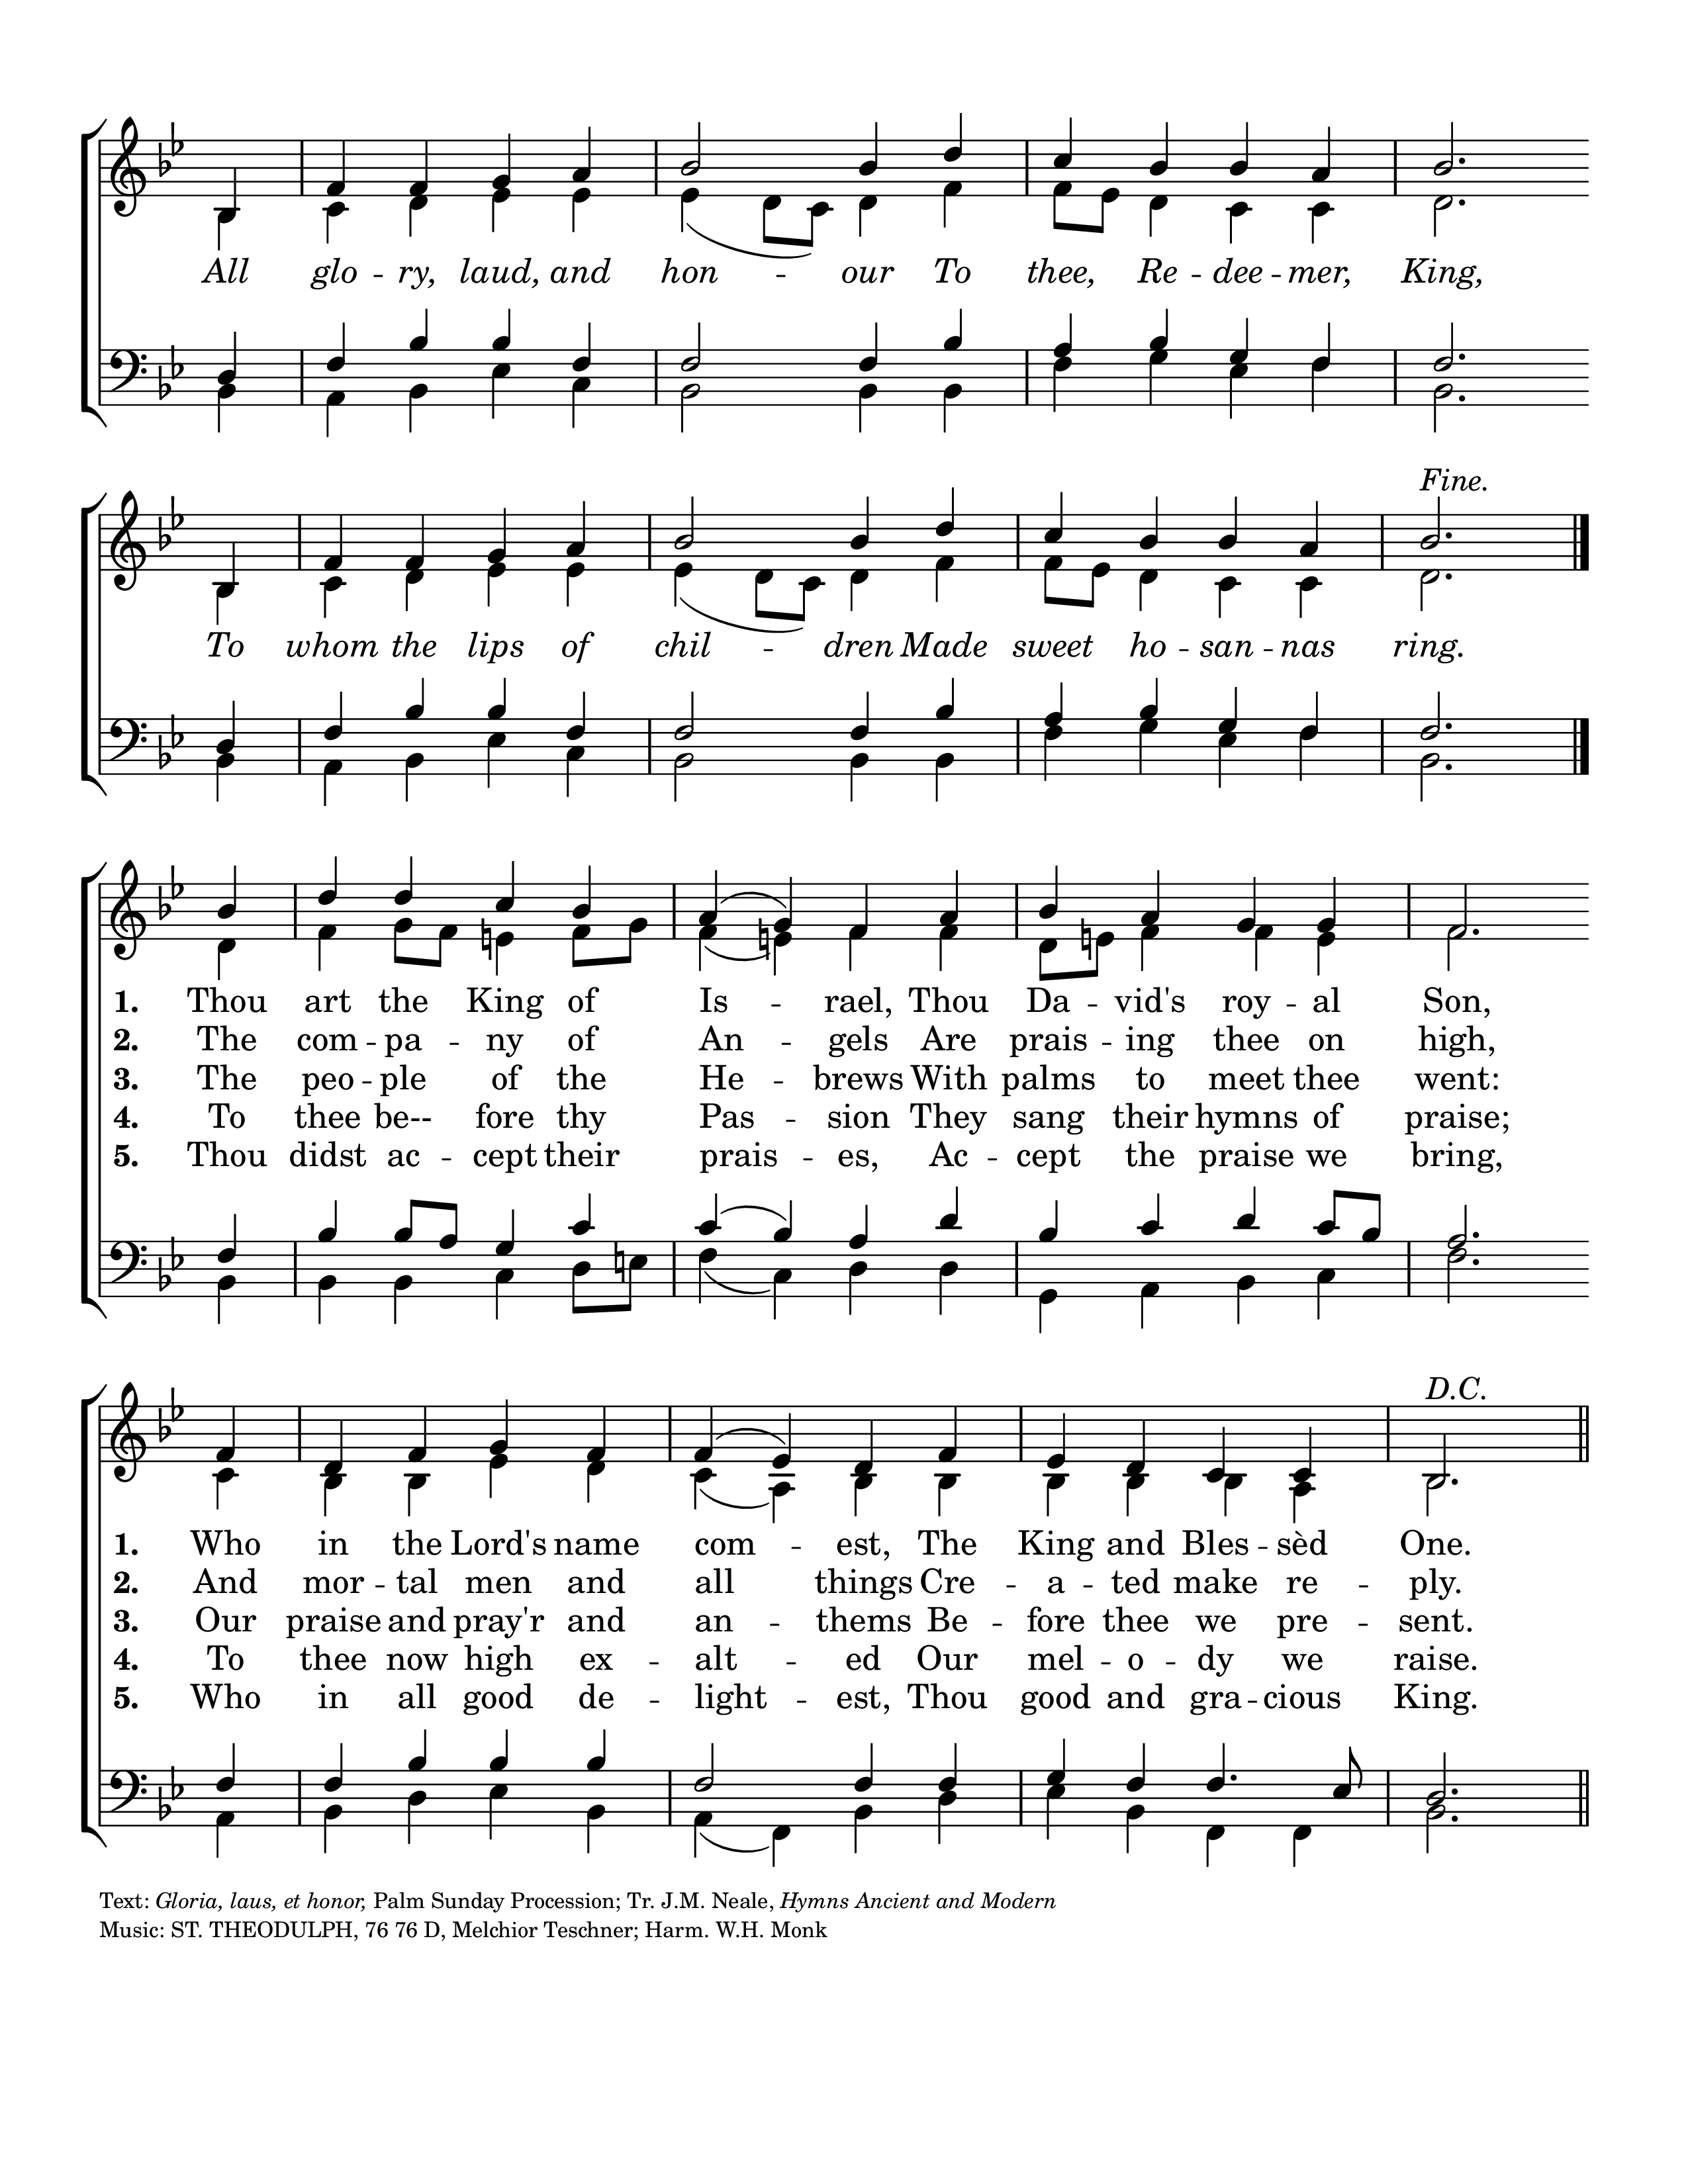 All glo - ry, laud, and hon - our To thee, Re - dee - mer, King,
Fine.
To whom the lips of chil - dren Made sweet ho - san - nas ring.
1. Thou art the King of Is - rael, Thou Da - vid's roy - al Son,
2. The com - pa - ny of An - gels Are prais - ing thee on high,
3. The peo - ple of the He - brews With palms to meet thee went:
4. To thee be-- fore thy Pas - sion They sang their hymns of praise;
5. Thou didst ac - cept their prais - es, Ac - cept the praise we bring,
D.C.
1. Who in the Lord's name com - est, The King and Bles - sèd One.
2. And mor - tal men and all things Cre - a - ted make re - ply.
3. Our praise and pray'r and an - thems Be - fore thee we pre - sent.
4. To thee now high ex - alt - ed Our mel - o - dy we raise.
5. Who in all good de - light - est, Thou good and gra - cious King.
Text: Gloria, laus, et honor, Palm Sunday Procession; Tr. J.M. Neale, Hymns Ancient and Modern
Music: ST. THEODULPH, 76 76 D, Melchior Teschner; Harm. W.H. Monk